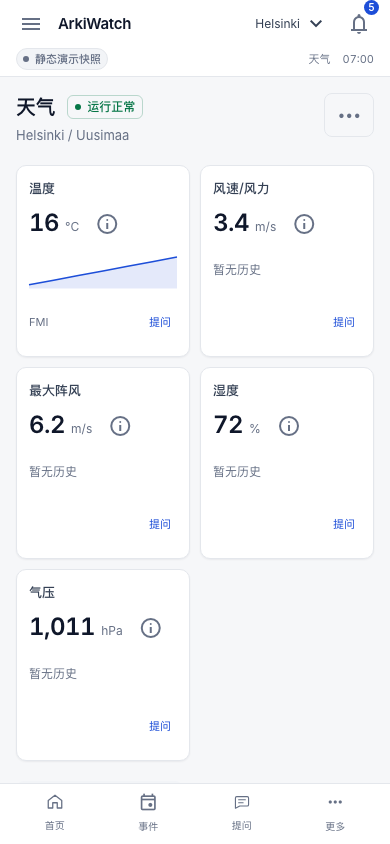 ArkiWatch
Helsinki
5
静态演示快照
天气 07:00
天气
运行正常
Helsinki / Uusimaa
温度
16 °C
FMI
提问
风速/风力
3.4 m/s
暂无历史
提问
最大阵风
6.2 m/s
暂无历史
提问
湿度
72 %
暂无历史
提问
气压
1,011 hPa
暂无历史
提问
首页
事件
提问
更多